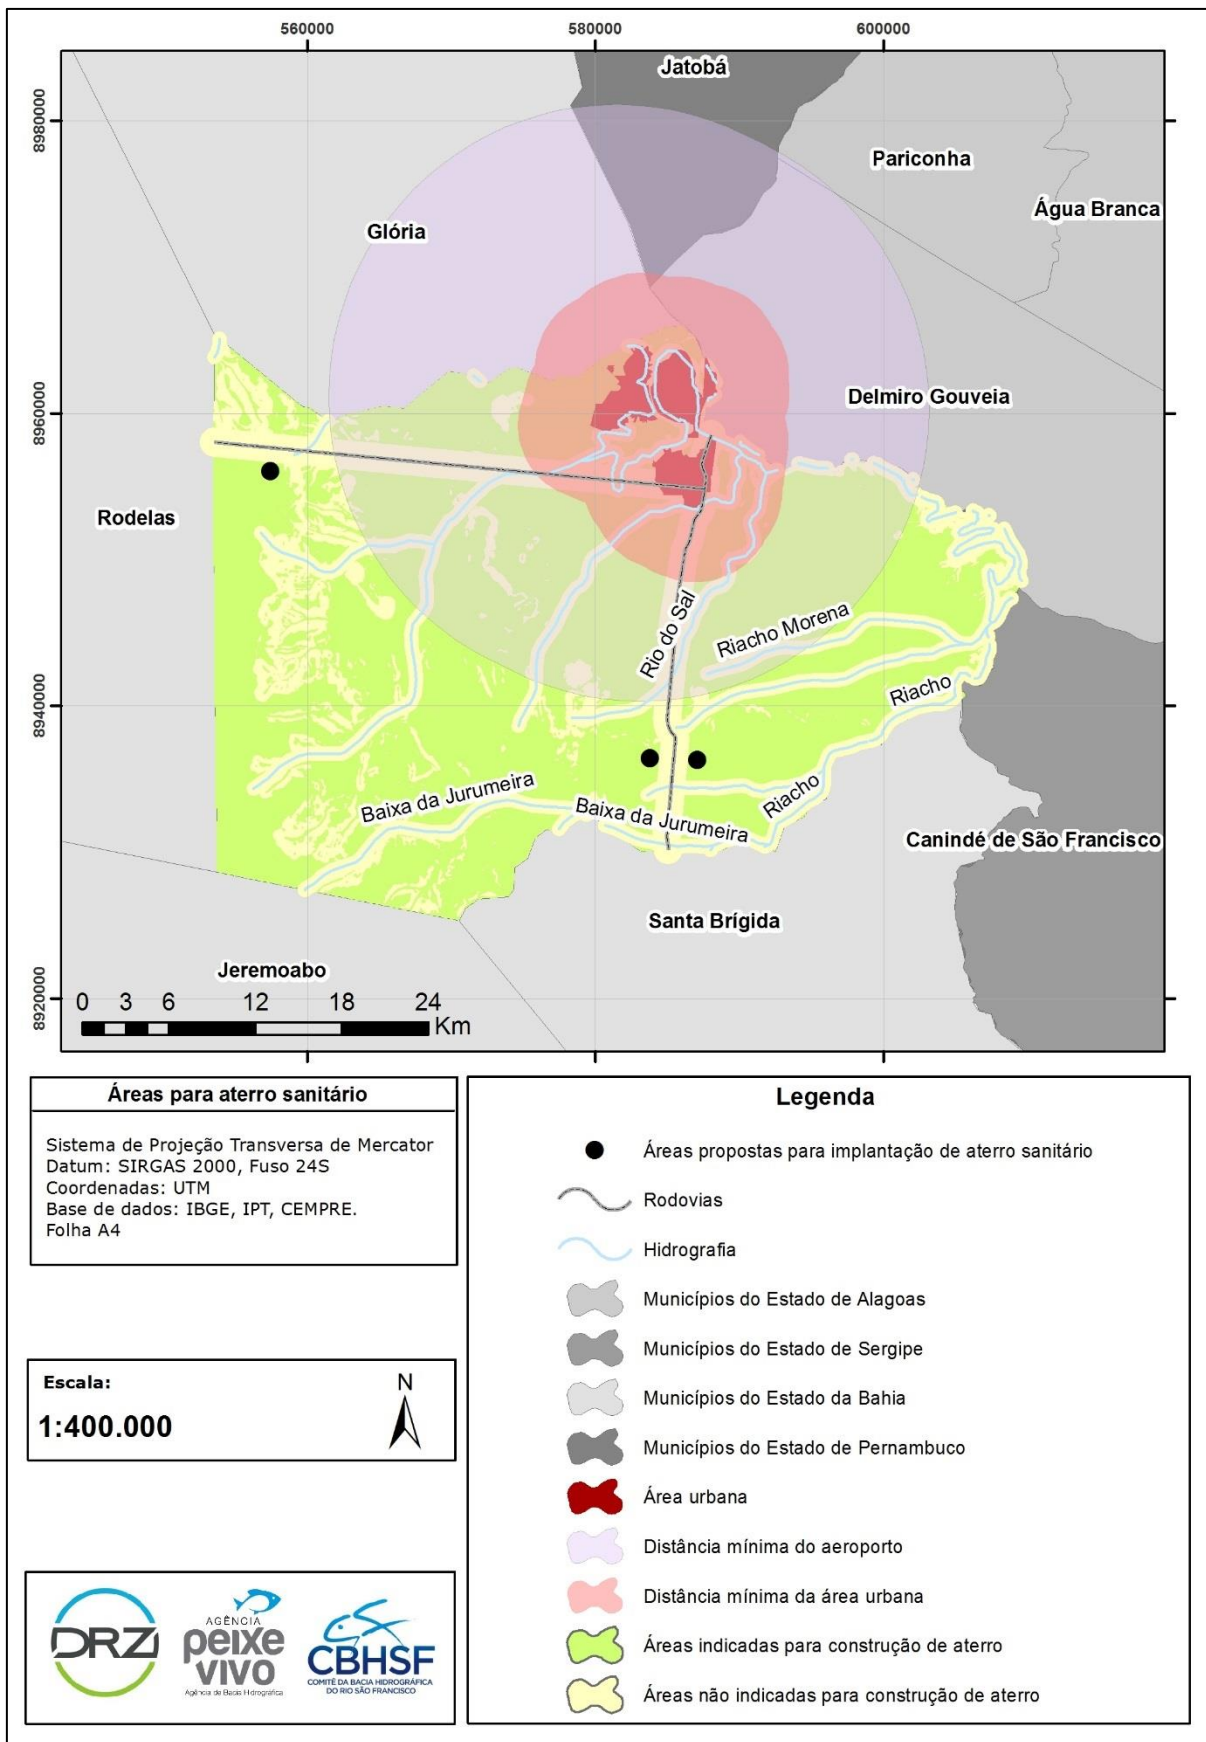 560000
580000
600000
Jatobá
8980000
Pariconha
Água Branca
Glória
Delmiro Gouveia
8960000
Rodelas
Rio do Sal
Riacho Morena
Riacho
8940000
Baixa da Jurumeira
Baixa da Jurumeira
Riacho
Canindé de São Francisco
Santa Brígida
Jeremoabo
8920000
0 3 6 12 18 24
Km
Áreas para aterro sanitário
Sistema de Projeção Transversa de Mercator
Datum: SIRGAS 2000, Fuso 24S
Coordenadas: UTM
Base de dados: IBGE, IPT, CEMPRE.
Folha A4
Escala:
1:400.000
N
DRZ
AGÊNCIA
peixe
vivo
Agência de Bacia Hidrográfica
CBHSF
COMITÊ DA BACIA HIDROGRÁFICA
DO RIO SÃO FRANCISCO
Legenda
Áreas propostas para implantação de aterro sanitário
Rodovias
Hidrografia
Municípios do Estado de Alagoas
Municípios do Estado de Sergipe
Municípios do Estado da Bahia
Municípios do Estado de Pernambuco
Área urbana
Distância mínima do aeroporto
Distância mínima da área urbana
Áreas indicadas para construção de aterro
Áreas não indicadas para construção de aterro